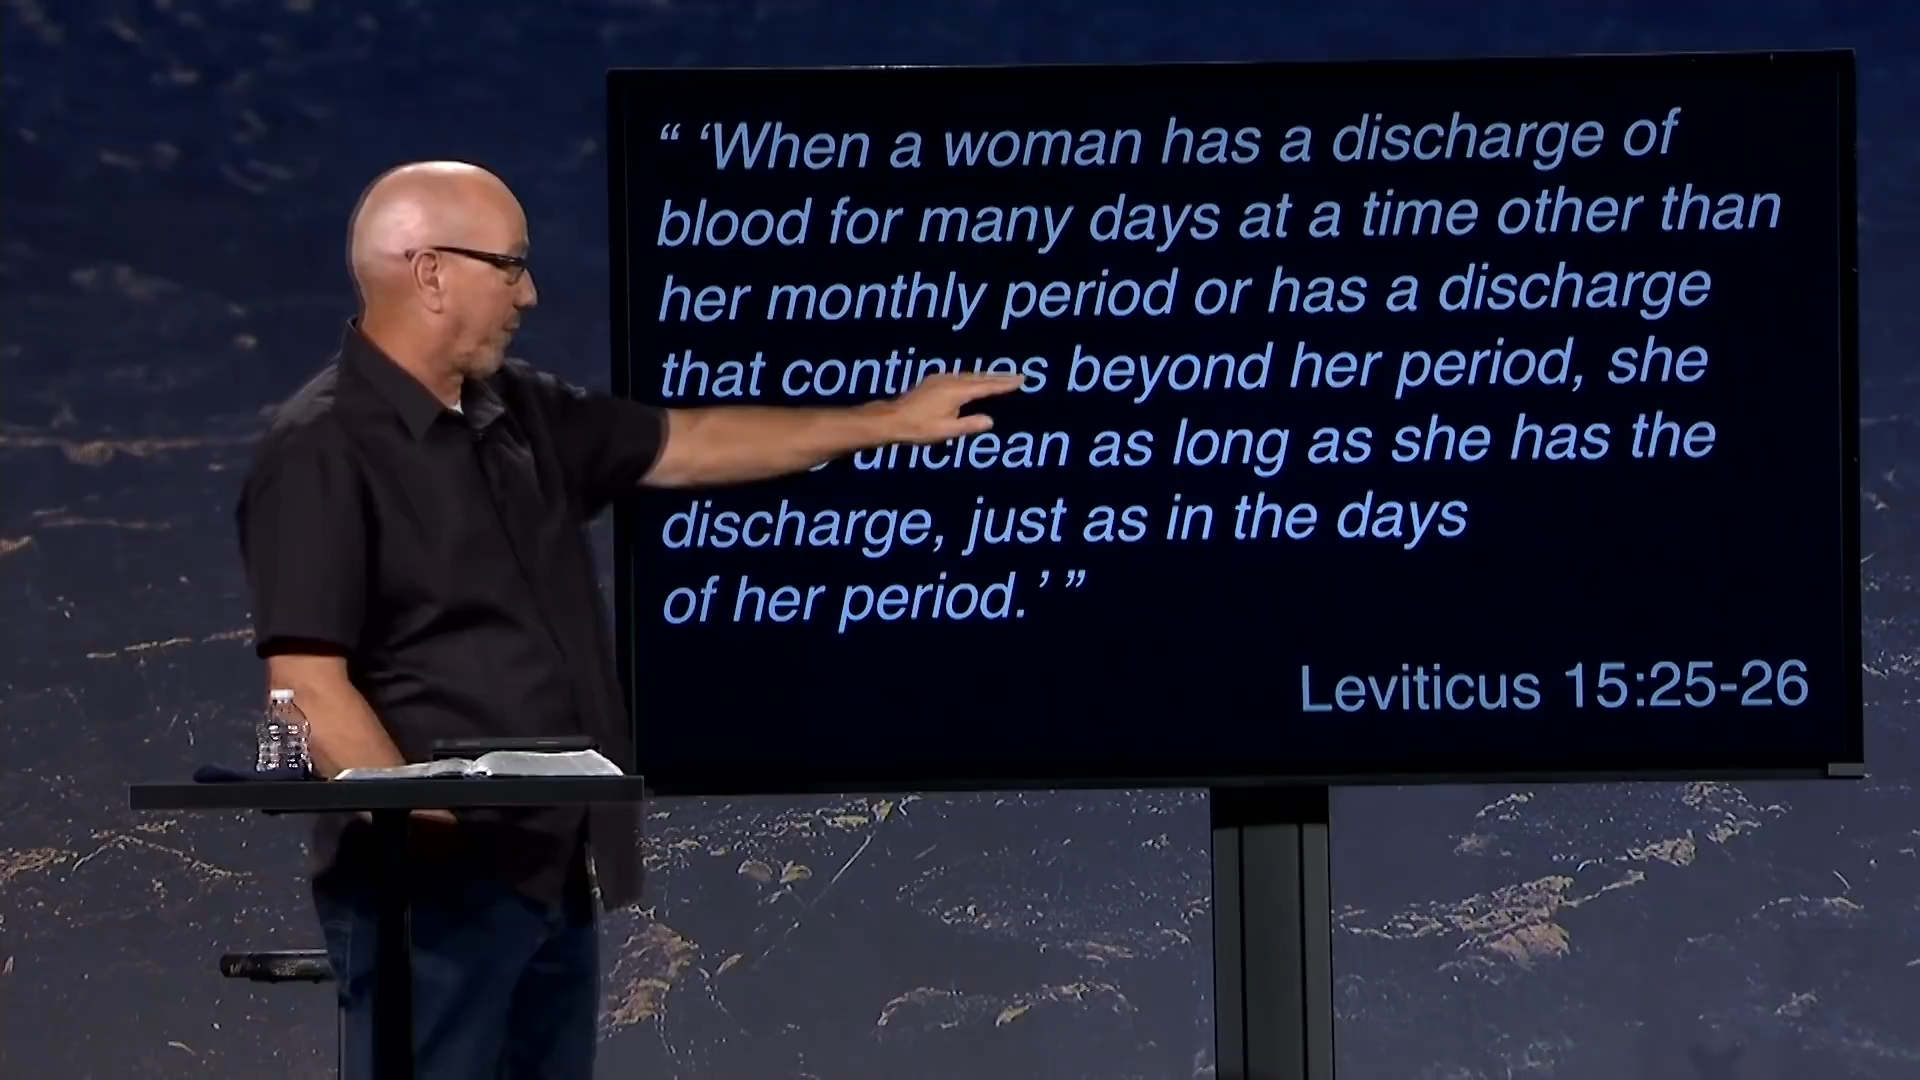 “ ‘When a woman has a discharge of
blood for many days at a time other than
her monthly period or has a discharge
that continues beyond her period, she
unclean as long as she has the
discharge, just as in the days
of her period.’ ”
Leviticus 15:25-26